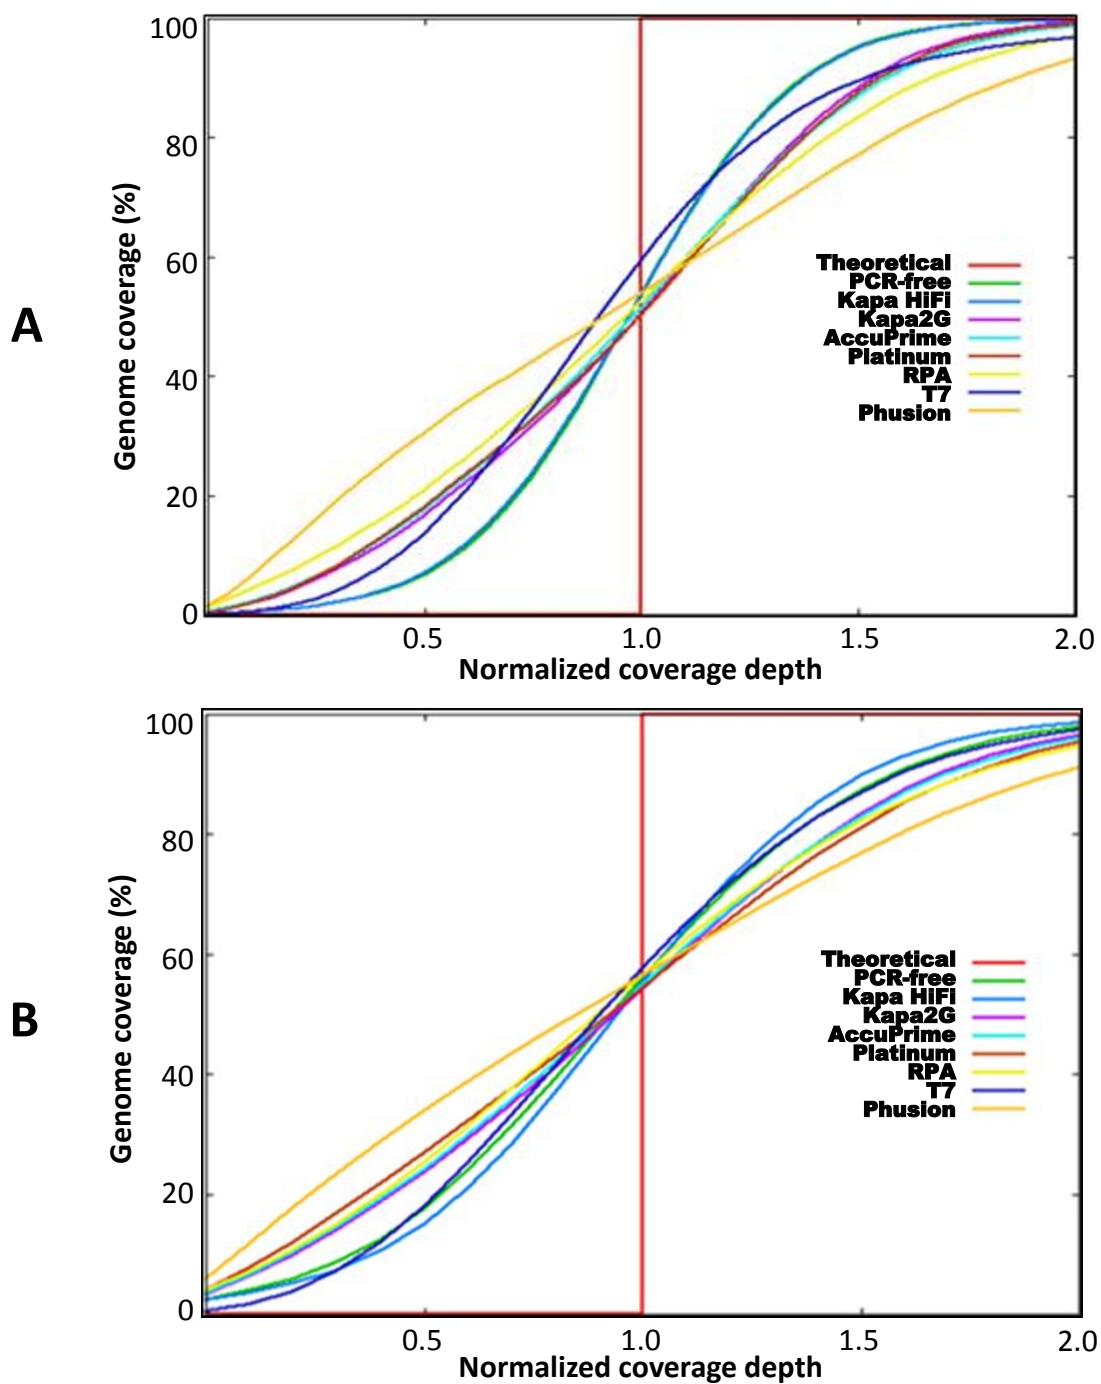 A
Genome coverage (%)
100
80
60
40
20
0
Theoretical
PCR-free
Kapa HiFi
Kapa2G
AccuPrime
Platinum
RPA
T7
Phusion
0.5 1.0 1.5 2.0
Normalized coverage depth
B
Genome coverage (%)
100
80
60
40
20
0
Theoretical
PCR-free
Kapa HiFi
Kapa2G
AccuPrime
Platinum
RPA
T7
Phusion
0.5 1.0 1.5 2.0
Normalized coverage depth